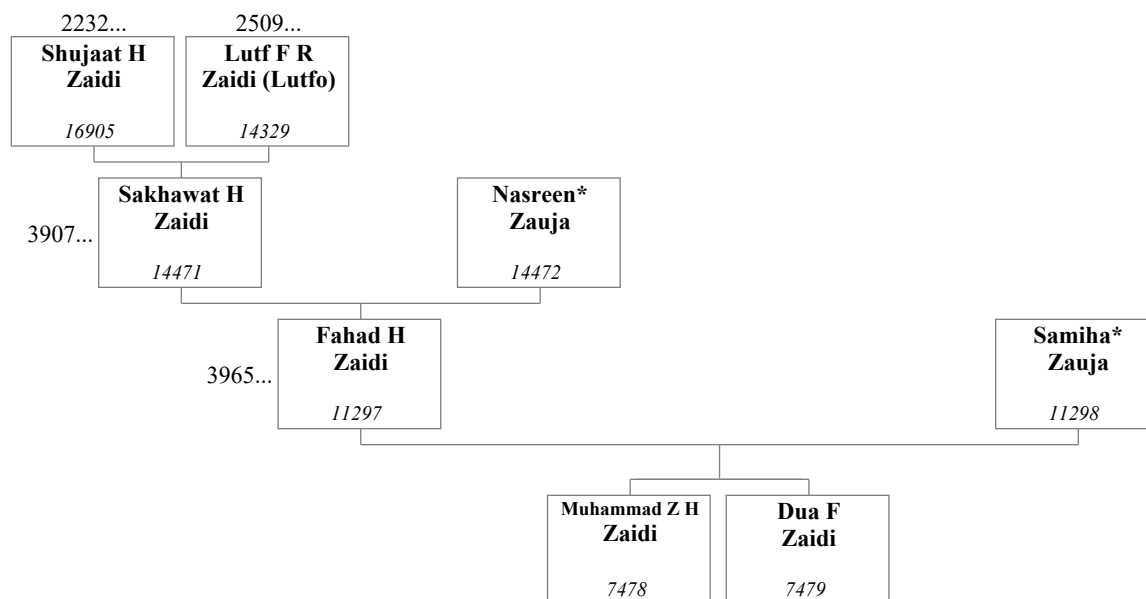 2232...
2509...
Shujaat H
Zaidi
16905
Lutf F R
Zaidi (Lutfo)
14329
3907...
Sakhawat H
Zaidi
14471
Nasreen*
Zauja
14472
3965...
Fahad H
Zaidi
11297
Samiha*
Zauja
11298
Muhammad Z H
Zaidi
7478
Dua F
Zaidi
7479